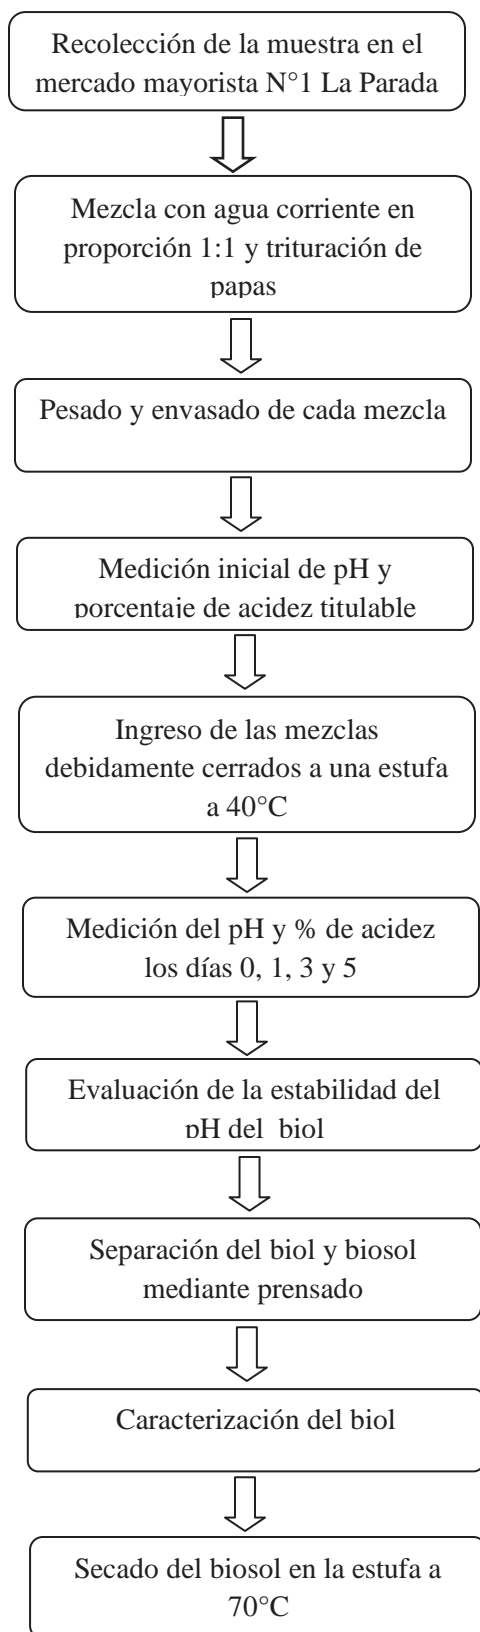 Recolección de la muestra en el
mercado mayorista N°1 La Parada
Mezcla con agua corriente en
proporción 1:1 y trituración de
papas
Pesado y envasado de cada mezcla
Medición inicial de pH y
porcentaje de acidez titulable
Ingreso de las mezclas
debidamente cerrados a una estufa
a 40°C
Medición del pH y % de acidez
los días 0, 1, 3 y 5
Evaluación de la estabilidad del
pH del biol
Separación del biol y biosol
mediante prensado
Caracterización del biol
Secado del biosol en la estufa a
70°C